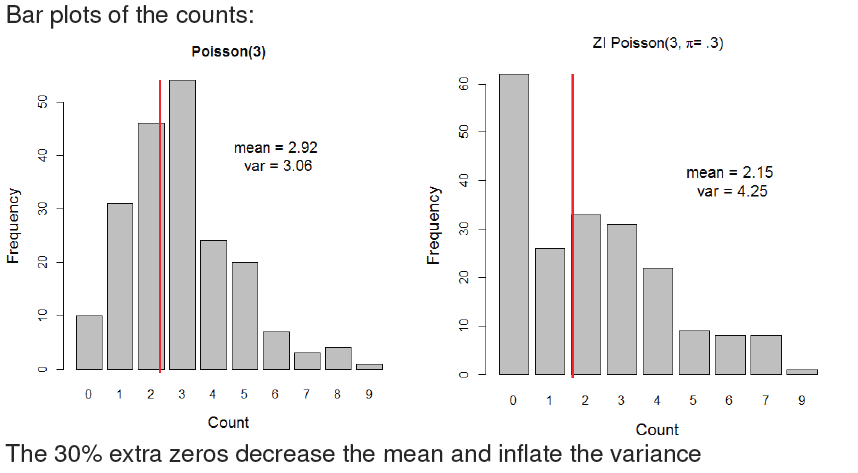 Bar plots of the counts:
Poisson(3)
ZI Poisson(3, π= .3)
mean = 2.92
var = 3.06
mean = 2.15
var = 4.25
Frequency
0
10
20
30
40
50
0 1 2 3 4 5 6 7 8 9
Count
Frequency
0
10
20
30
40
50
60
0 1 2 3 4 5 6 7 9
Count
The 30% extra zeros decrease the mean and inflate the variance